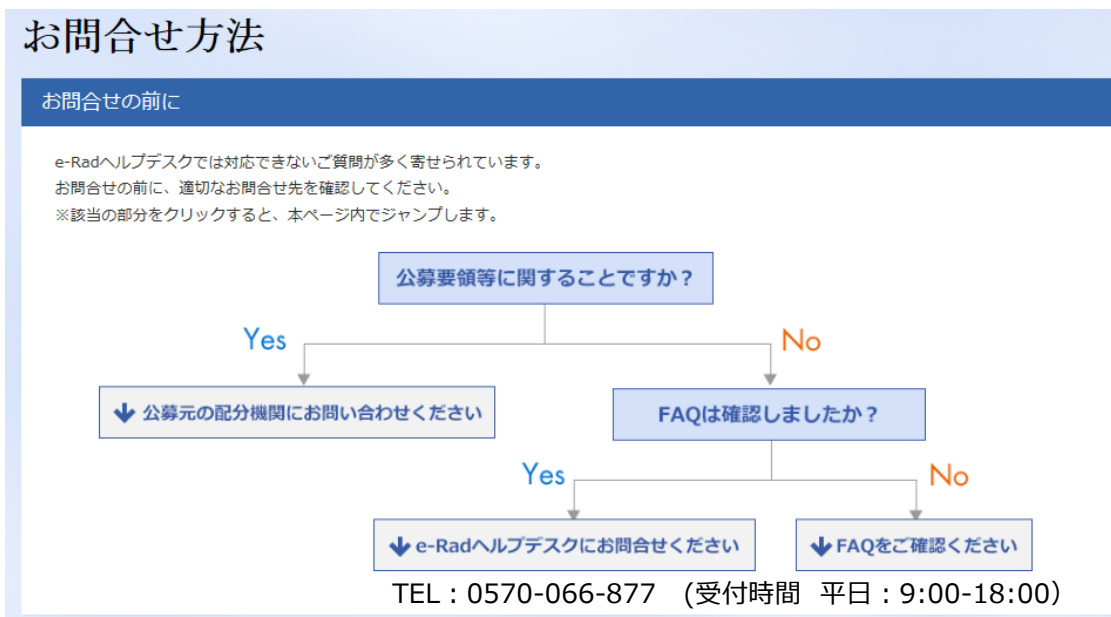 お問合せ方法
お問合せの前に
e-Radヘルプデスクでは対応できないご質問が多く寄せられています。
お問合せの前に、適切なお問合せ先を確認してください。
※該当の部分をクリックすると、本ページ内でジャンプします。
公募要領等に関することですか？
Yes
No
公募元の配分機関にお問い合わせください
FAQは確認しましたか？
Yes
No
e-Radヘルプデスクにお問合せください
FAQをご確認ください
TEL：0570-066-877　(受付時間　平日：9:00-18:00）